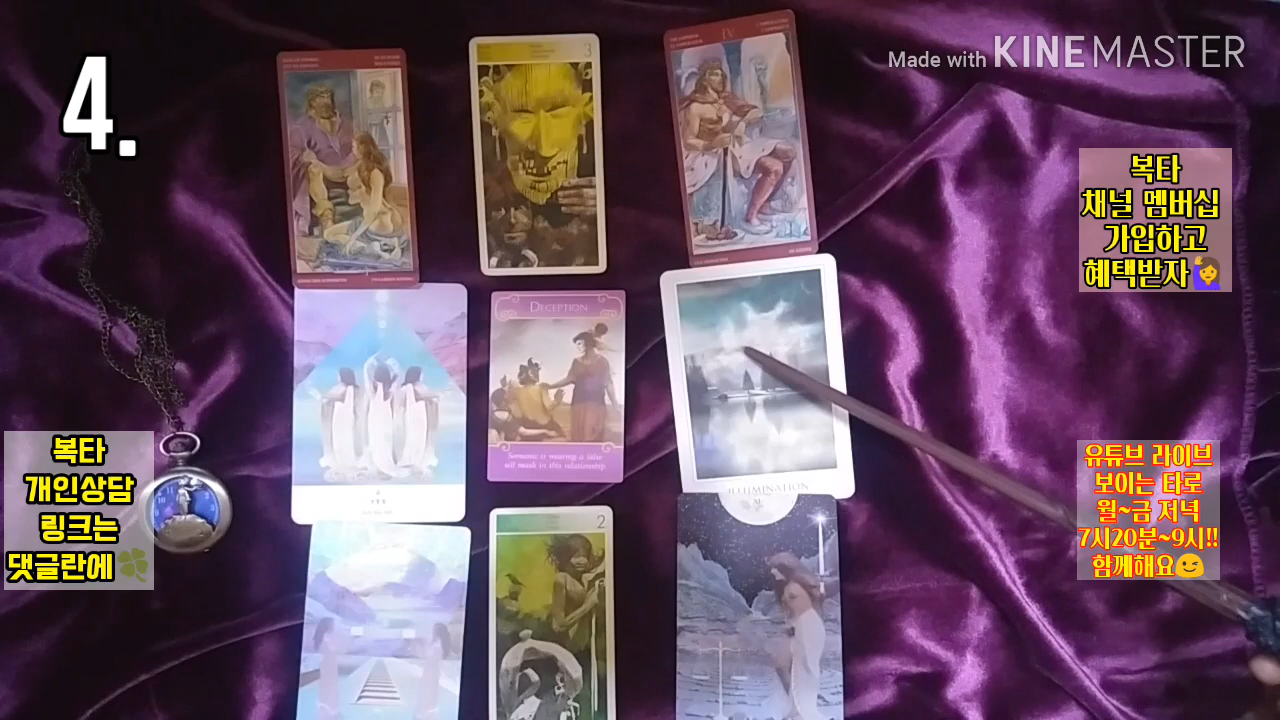 4.
Made with KINEMASTER
3
IV
복타
채널 멤버십
가입하고
혜택받자🙋‍♀️
DECEPTION
Someone is wearing a false
self mask in this relationship
복타
개인상담
링크는
댓글란에🍀
유튜브 라이브
보이는 타로
월~금 저녁
7시20분~9시!!
함께해요😉
ILLUMINATION
2